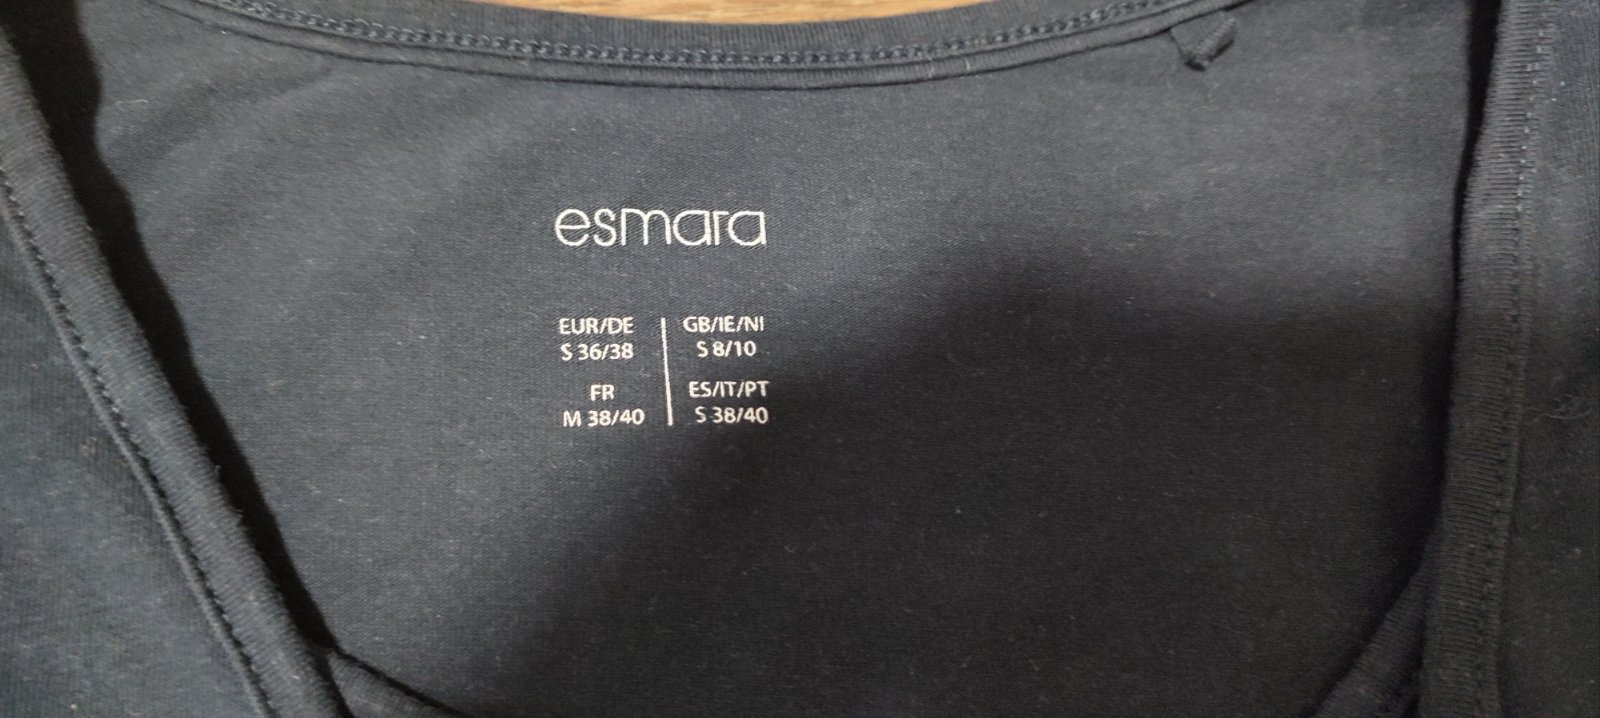 esmara
EUR/DE
S 36/38
GB/IE/NI
S 8/10
FR
M 38/40
ES/IT/PT
S 38/40